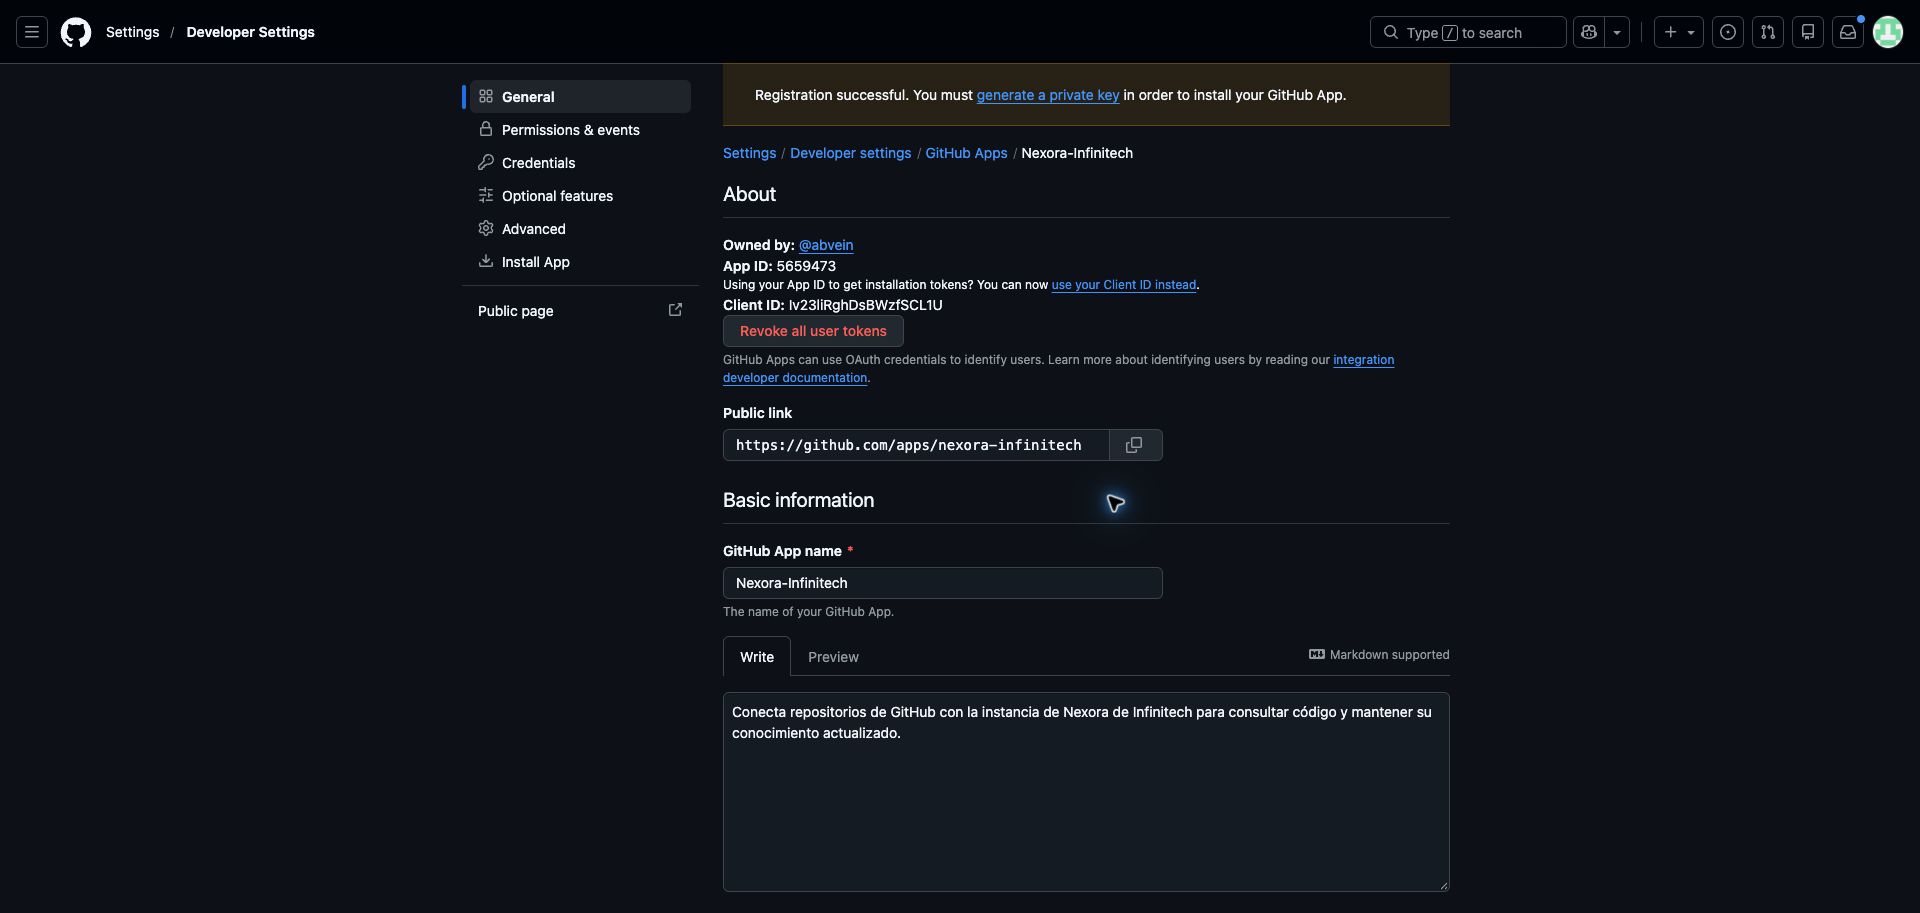 Settings / Developer Settings
Type / to search
General
Permissions & events
Credentials
Optional features
Advanced
Install App
Public page
Registration successful. You must generate a private key in order to install your GitHub App.
Settings / Developer settings / GitHub Apps / Nexora-Infinitech
About
Owned by: @abvein
App ID: 5659473
Using your App ID to get installation tokens? You can now use your Client ID instead.
Client ID: Iv23liRghDsBWzfSCL1U
Revoke all user tokens
GitHub Apps can use OAuth credentials to identify users. Learn more about identifying users by reading our integration
developer documentation.
Public link
https://github.com/apps/nexora-infinitech
Basic information
GitHub App name *
Nexora-Infinitech
The name of your GitHub App.
Write
Preview
Markdown supported
Conecta repositorios de GitHub con la instancia de Nexora de Infinitech para consultar código y mantener su
conocimiento actualizado.